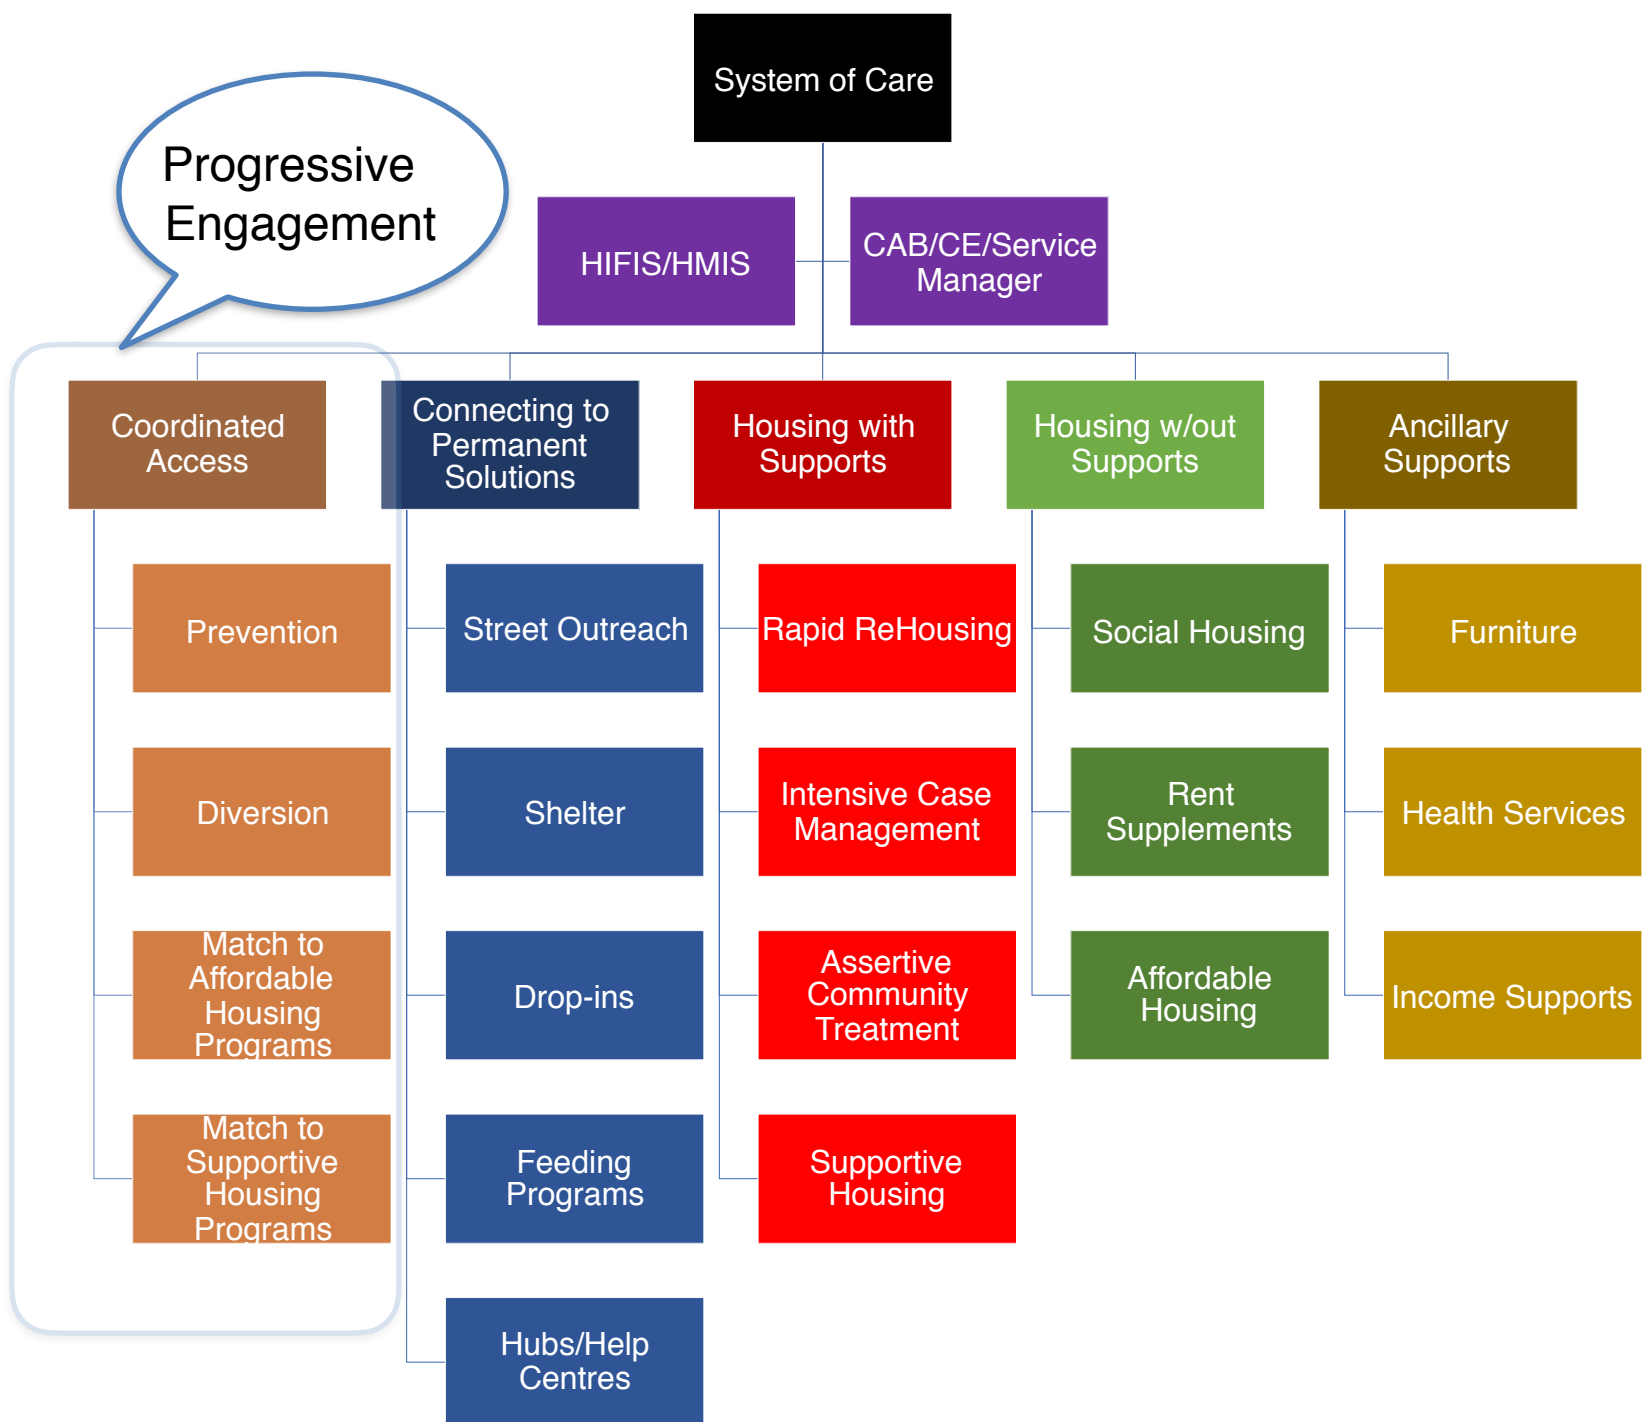 System of Care
Progressive
Engagement
HIFIS/HMIS
CAB/CE/Service
Manager
Coordinated
Access
Connecting to
Permanent
Solutions
Housing with
Supports
Housing w/out
Supports
Ancillary
Supports
Prevention
Street Outreach
Rapid ReHousing
Social Housing
Furniture
Diversion
Shelter
Intensive Case
Management
Rent
Supplements
Health Services
Match to
Affordable
Housing
Programs
Drop-ins
Assertive
Community
Treatment
Affordable
Housing
Income Supports
Match to
Supportive
Housing
Programs
Feeding
Programs
Supportive
Housing
Hubs/Help
Centres